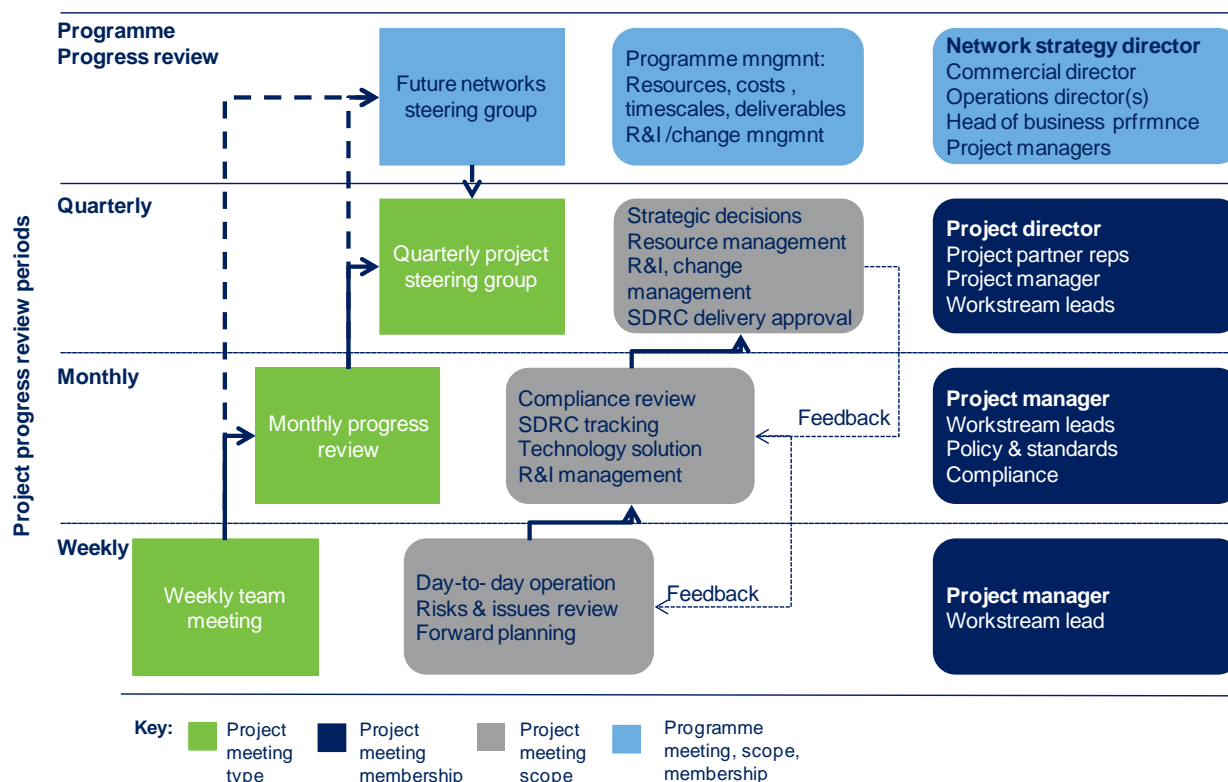 Programme
Progress review
Future networks
steering group
Programme mngmnt:
Resources, costs ,
timescales, deliverables
R&I /change mngmnt
Network strategy director
Commercial director
Operations director(s)
Head of business prfrmnce
Project managers
Project progress review periods
Quarterly
Quarterly project
steering group
Strategic decisions
Resource management
R&I, change
management
SDRC delivery approval
Project director
Project partner reps
Project manager
Workstream leads
Monthly
Monthly progress
review
Compliance review
SDRC tracking
Technology solution
R&I management
Feedback
Project manager
Workstream leads
Policy & standards
Compliance
Weekly
Weekly team
meeting
Day-to- day operation
Risks & issues review
Forward planning
Feedback
Project manager
Workstream lead
Key:
Project
meeting
type
Project
meeting
membership
Project
meeting
scope
Programme
meeting, scope,
membership